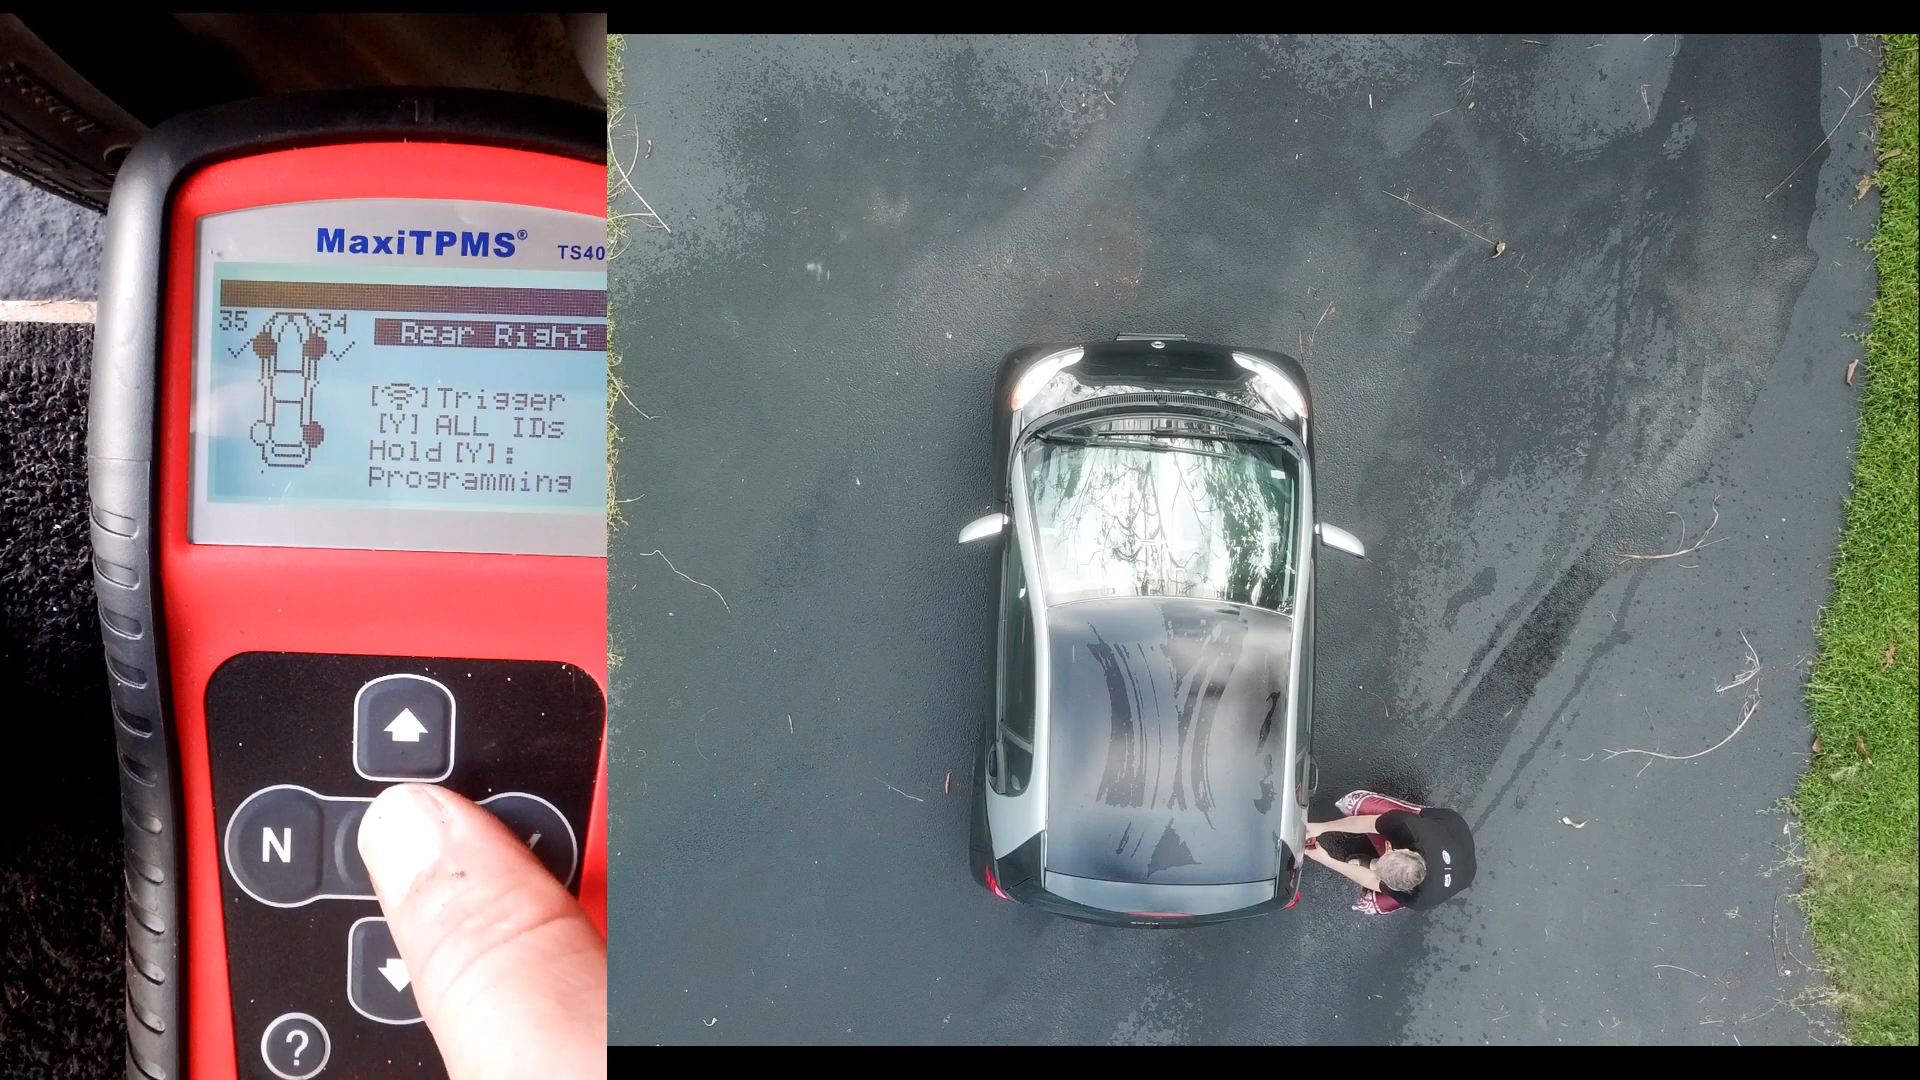 MaxiTPMS®
TS40
35 34
Rear Right
[ ]Trigger
[Y] ALL IDs
Hold [Y]:
Programming
N
?